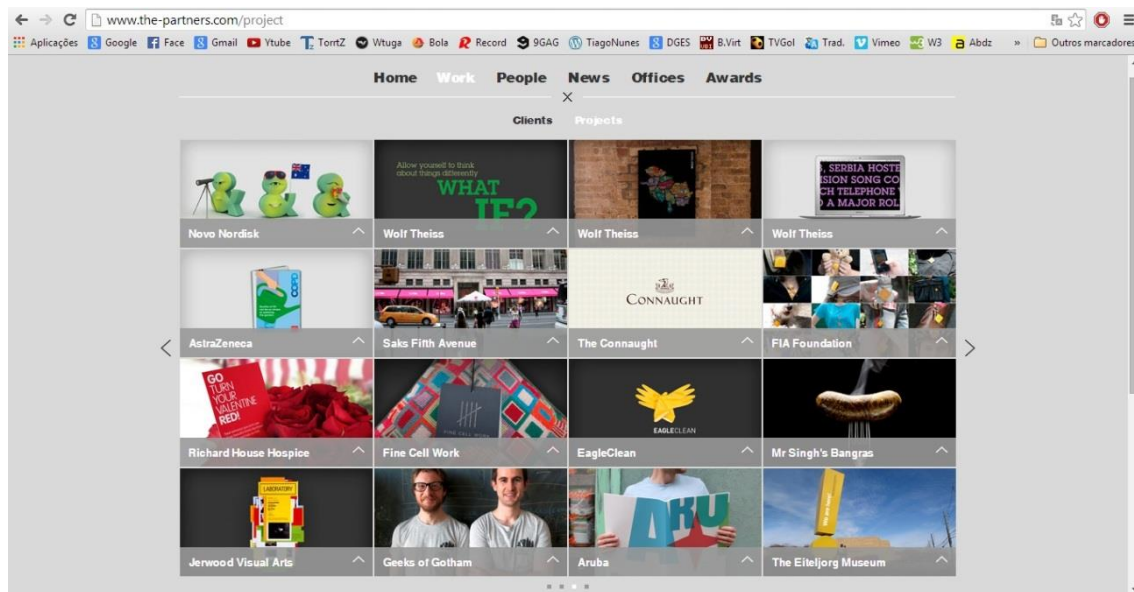 www.the-partners.com/project
Aplicações Google Face Gmail Ytube TorrtZ Wtuga Bola Record 9GAG TiagoNunes DGES B.Virt TVGol Trad. Vimeo W3 Abdz » Outros marcadores
Home Work People News Offices Awards
Clients Projects
Allow yourself to think
about things differently
WHAT
IF?
, SERBIA HOSTE
ISION SONG CO
CH TELEPHONE
A MAJOR ROL
Novo Nordisk Wolf Theiss Wolf Theiss Wolf Theiss
COPD
CONNAUGHT
AstraZeneca Saks Fifth Avenue The Connaught FIA Foundation
GO
TURN
YOUR
VALENTINE
RED!
FINE CELL WORK
EAGLECLEAN
Richard House Hospice Fine Cell Work EagleClean Mr Singh's Bangras
LABORATORY
ARU
Jerwood Visual Arts Geeks of Gotham Aruba The Eiteljorg Museum